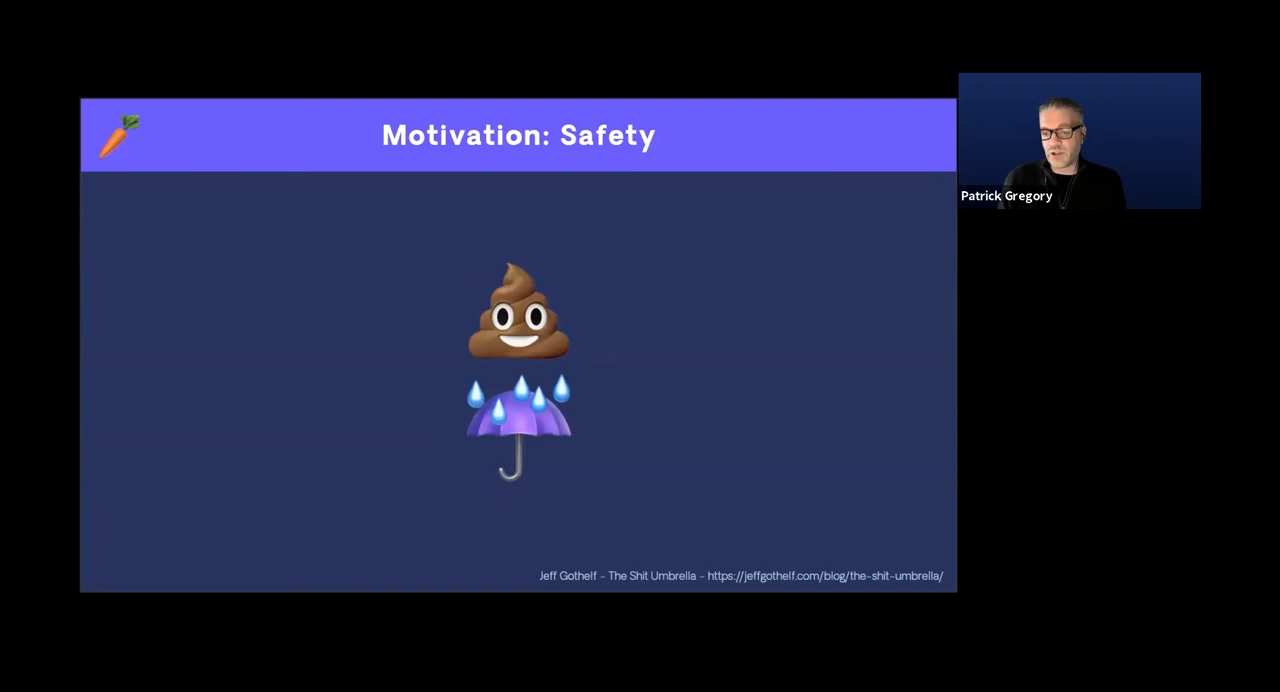 Motivation: Safety
Patrick Gregory
Jeff Gothelf - The Shit Umbrella - https://jeffgothelf.com/blog/the-shit-umbrella/